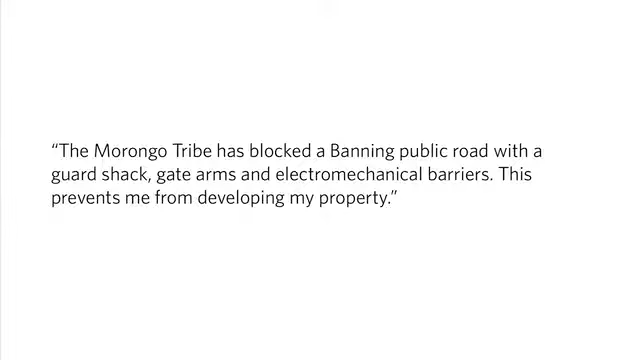 “The Morongo Tribe has blocked a Banning public road with a
guard shack, gate arms and electromechanical barriers. This
prevents me from developing my property.”